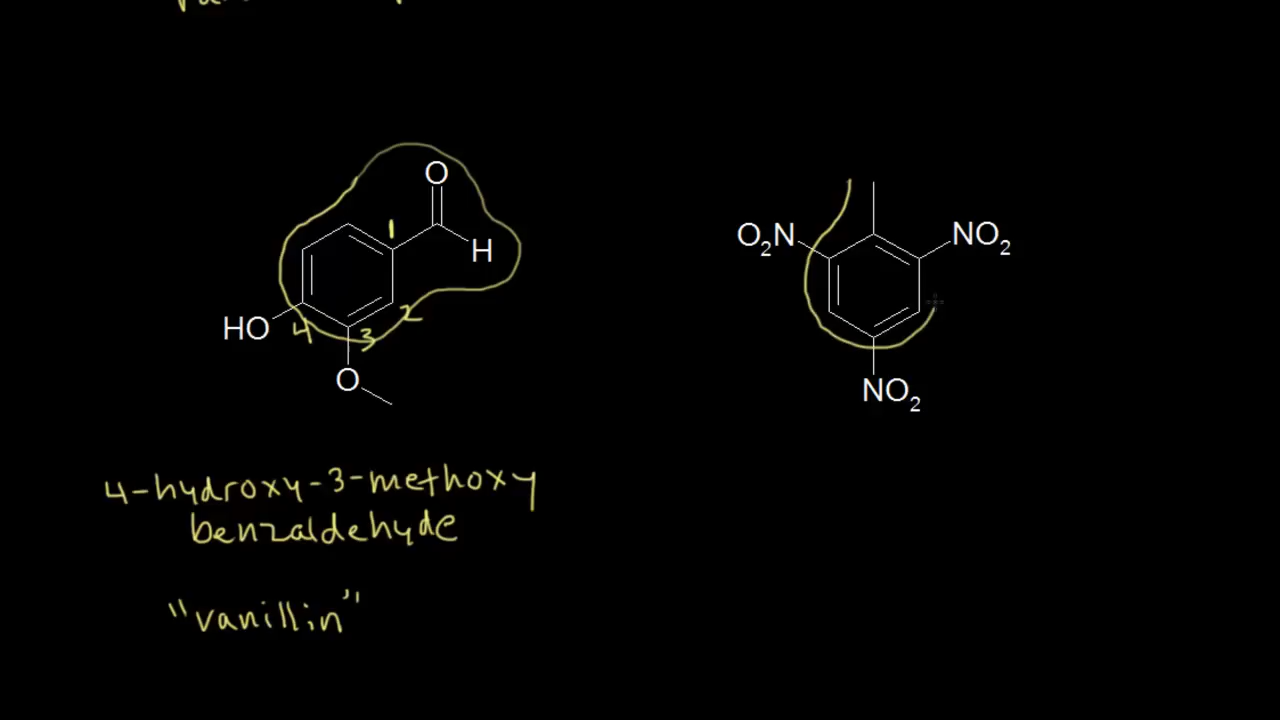 O
1
H
O₂N
NO₂
2
HO
4
3
O
NO₂
4-hydroxy-3-methoxy
benzaldehyde
"vanillin"